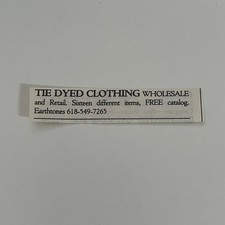 TIE DYED CLOTHING WHOLESALE
and Retail. Sixteen different items, FREE catalog.
Earthtones 618-549-7265